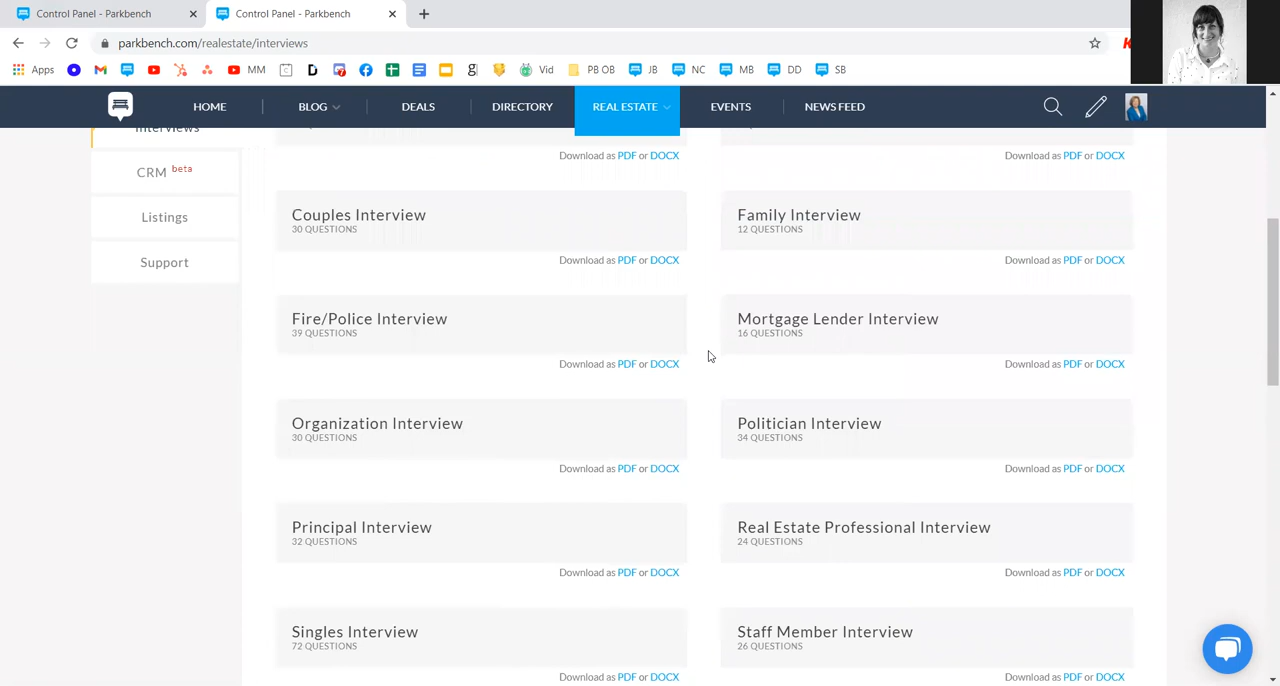 Control Panel - Parkbench
Control Panel - Parkbench
parkbench.com/realestate/interviews
Apps
MM
Vid
PB OB
JB
NC
MB
DD
SB
HOME
BLOG
DEALS
DIRECTORY
REAL ESTATE
EVENTS
NEWS FEED
Interviews
CRM beta
Listings
Support
Download as PDF or DOCX
Download as PDF or DOCX
Couples Interview
30 QUESTIONS
Download as PDF or DOCX
Family Interview
12 QUESTIONS
Download as PDF or DOCX
Fire/Police Interview
39 QUESTIONS
Download as PDF or DOCX
Mortgage Lender Interview
16 QUESTIONS
Download as PDF or DOCX
Organization Interview
30 QUESTIONS
Download as PDF or DOCX
Politician Interview
34 QUESTIONS
Download as PDF or DOCX
Principal Interview
32 QUESTIONS
Download as PDF or DOCX
Real Estate Professional Interview
24 QUESTIONS
Download as PDF or DOCX
Singles Interview
72 QUESTIONS
Download as PDF or DOCX
Staff Member Interview
26 QUESTIONS
Download as PDF or DOCX